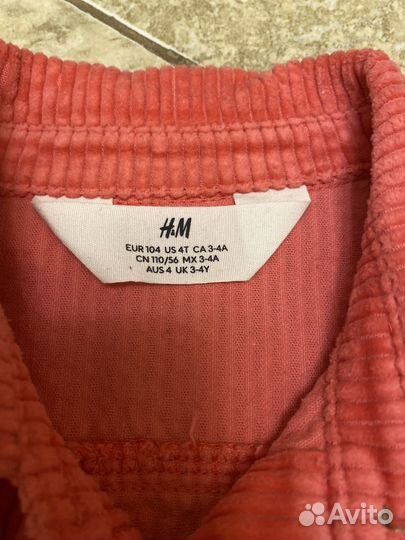 H&M
EUR 104 US 4T CA 3-4A
CN 110/56 MX 3-4A
AUS 4 UK 3-4Y
Avito